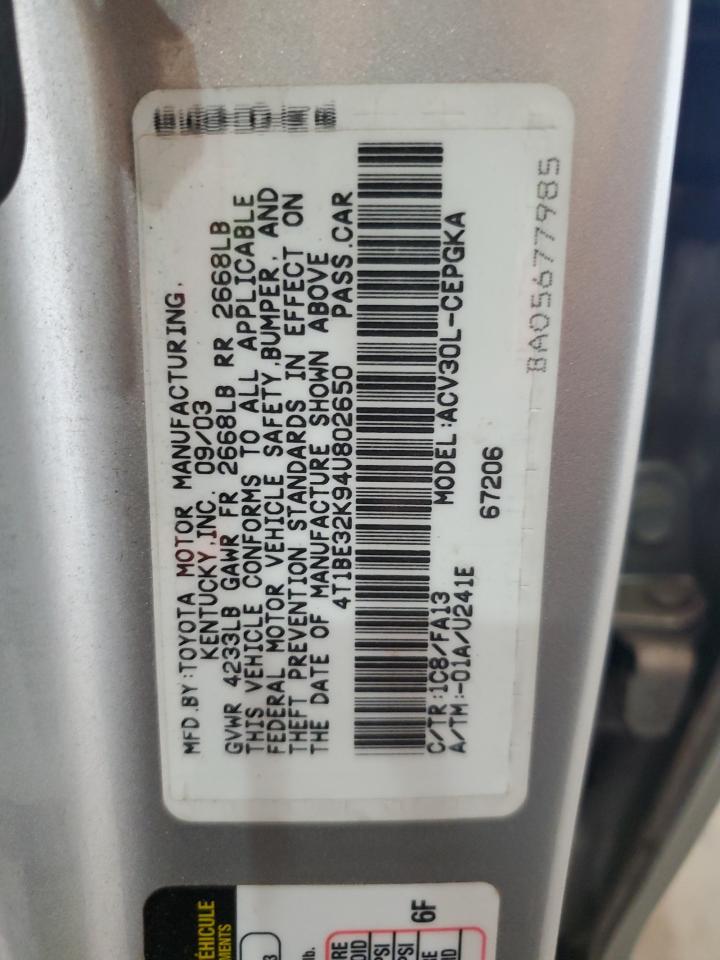 MFD.BY:TOYOTA MOTOR MANUFACTURING,
KENTUCKY,INC. 09/03
GVWR 4233LB GAWR FR 2668LB RR 2668LB
THIS VEHICLE CONFORMS TO ALL APPLICABLE
FEDERAL MOTOR VEHICLE SAFETY,BUMPER, AND
THEFT PREVENTION STANDARDS IN EFFECT ON
THE DATE OF MANUFACTURE SHOWN ABOVE
4T1BE32K94U802650 PASS.CAR
C/TR:1C8/FA13 MODEL:ACV30L-CEPGKA
A/TM:-01A/U241E
67206
BA05677985
VÉHICULE
6F